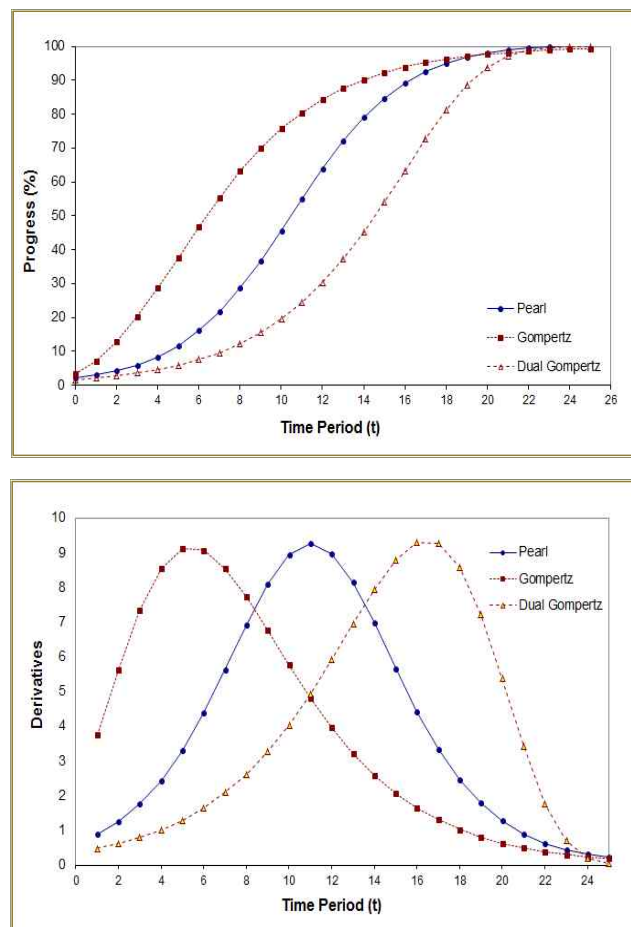 100
90
80
70
60
50
40
30
20
10
0
Progress (%)
0 2 4 6 8 10 12 14 16 18 20 22 24 26
Time Period (t)
Pearl
Gompertz
Dual Gompertz
10
9
8
7
6
5
4
3
2
1
0
Derivatives
0 2 4 6 8 10 12 14 16 18 20 22 24
Time Period (t)
Pearl
Gompertz
Dual Gompertz